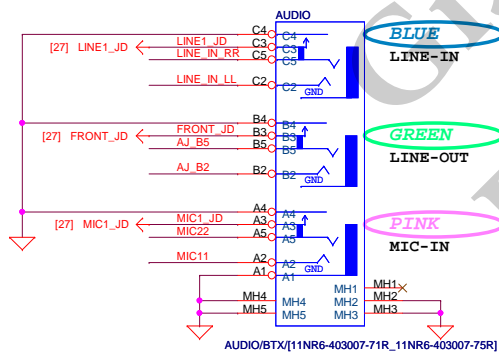 AUDIO
C4 C4 BLUE
[27] LINE1_JD LINE1_JD C3 C3
LINE_IN_RR C5 C5 LINE-IN
LINE_IN_LL C2 C2
GND
B4 B4
[27] FRONT_JD FRONT_JD B3 B3 GREEN
AJ_B5 B5 B5
LINE-OUT
AJ_B2 B2 B2
GND
A4 A4
[27] MIC1_JD MIC1_JD A3 A3 PINK
MIC22 A5 A5
MIC-IN
MIC11 A2 A2
GND
A1 A1
MH1 MH1
MH4 MH4 MH2 MH2
MH5 MH5 MH3 MH3
AUDIO/BTX/[11NR6-403007-71R_11NR6-403007-75R]